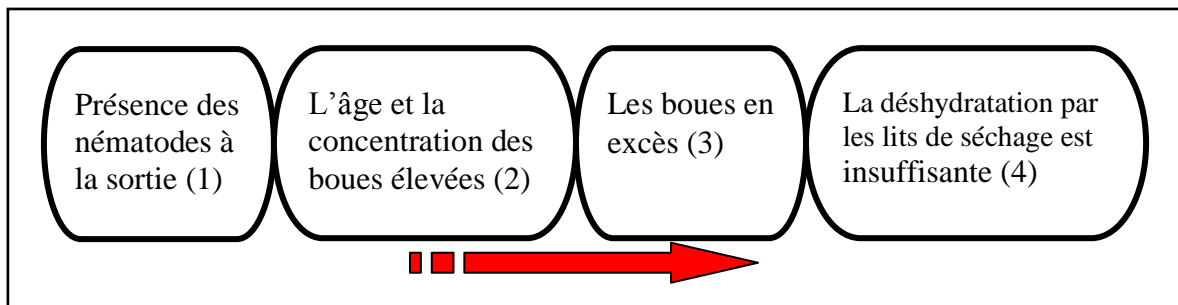 Présence des
nématodes à
la sortie (1)
L’âge et la
concentration des
boues élevées (2)
Les boues en
excès (3)
La déshydratation par
les lits de séchage est
insuffisante (4)